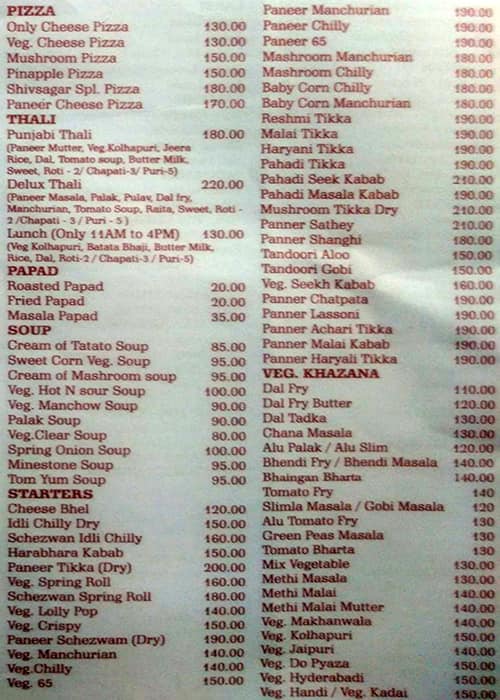 PIZZA
Only Cheese Pizza 130.00
Veg. Cheese Pizza 130.00
Mushroom Pizza 150.00
Pinapple Pizza 150.00
Shivsagar Spl. Pizza 180.00
Paneer Cheese Pizza 170.00
THALI
Punjabi Thali 180.00
(Paneer Mutter, Veg.Kolhapuri, Jeera
Rice, Dal, Tomato soup, Butter Milk,
Sweet, Roti - 2/ Chapati-3/ Puri-5)
Delux Thali 220.00
(Paneer Masala, Palak, Pulav, Dal fry,
Manchurian, Tomato Soup, Raita, Sweet, Roti -
2 /Chapati - 3 / Puri - 5 )
Lunch (Only 11AM to 4PM) 130.00
(Veg Kolhapuri, Batata Bhaji, Butter Milk,
Rice, Dal, Roti-2 / Chapati-3 / Puri-5)
PAPAD
Roasted Papad 20.00
Fried Papad 20.00
Masala Papad 35.00
SOUP
Cream of Tatato Soup 85.00
Sweet Corn Veg. Soup 95.00
Cream of Mashroom soup 95.00
Veg. Hot N sour Soup 100.00
Veg. Manchow Soup 90.00
Palak Soup 90.00
Veg.Clear Soup 80.00
Spring Onion Soup 100.00
Minestone Soup 95.00
Tom Yum Soup 95.00
STARTERS
Cheese Bhel 120.00
Idli Chilly Dry 150.00
Schezwan Idli Chilly 160.00
Harabhara Kabab 150.00
Paneer Tikka (Dry) 200.00
Veg. Spring Roll 160.00
Schezwan Spring Roll 180.00
Veg. Lolly Pop 140.00
Veg. Crispy 150.00
Paneer Schezwam (Dry) 190.00
Veg. Manchurian 140.00
Veg.Chilly 140.00
Veg. 65 150.00
Paneer Manchurian 190.00
Paneer Chilly 190.00
Paneer 65 190.00
Mashroom Manchurian 180.00
Mashroom Chilly 180.00
Baby Corn Chilly 180.00
Baby Corn Manchurian 180.00
Reshmi Tikka 190.00
Malai Tikka 190.00
Haryani Tikka 190.00
Pahadi Tikka 190.00
Pahadi Seek Kabab 210.00
Pahadi Masala Kabab 190.00
Mushroom Tikka Dry 210.00
Panner Sathey 210.00
Panner Shanghi 180.00
Tandoori Aloo 150.00
Tandoori Gobi 150.00
Veg. Seekh Kabab 160.00
Panner Chatpata 190.00
Panner Lassoni 190.00
Panner Achari Tikka 190.00
Panner Malai Kabab 190.00
Panner Haryali Tikka 190.00
VEG. KHAZANA
Dal Fry 110.00
Dal Fry Butter 120.00
Dal Tadka 130.00
Chana Masala 130.00
Alu Palak / Alu Slim 120.00
Bhendi Fry / Bhendi Masala 140.00
Bhaingan Bharta 140.00
Tomato Fry 140
Slimla Masala / Gobi Masala 120
Alu Tomato Fry 130
Green Peas Masala 130
Tomato Bharta 130
Mix Vegetable 130.00
Methi Masala 130.00
Methi Malai 140.00
Methi Malai Mutter 140.00
Veg. Makhanwala 140.00
Veg. Kolhapuri 150.00
Veg. Jaipuri 140.00
Veg. Do Pyaza 150.00
Veg. Hyderabadi 150.00
Veg. Handi / Veg. Kadai 150.00